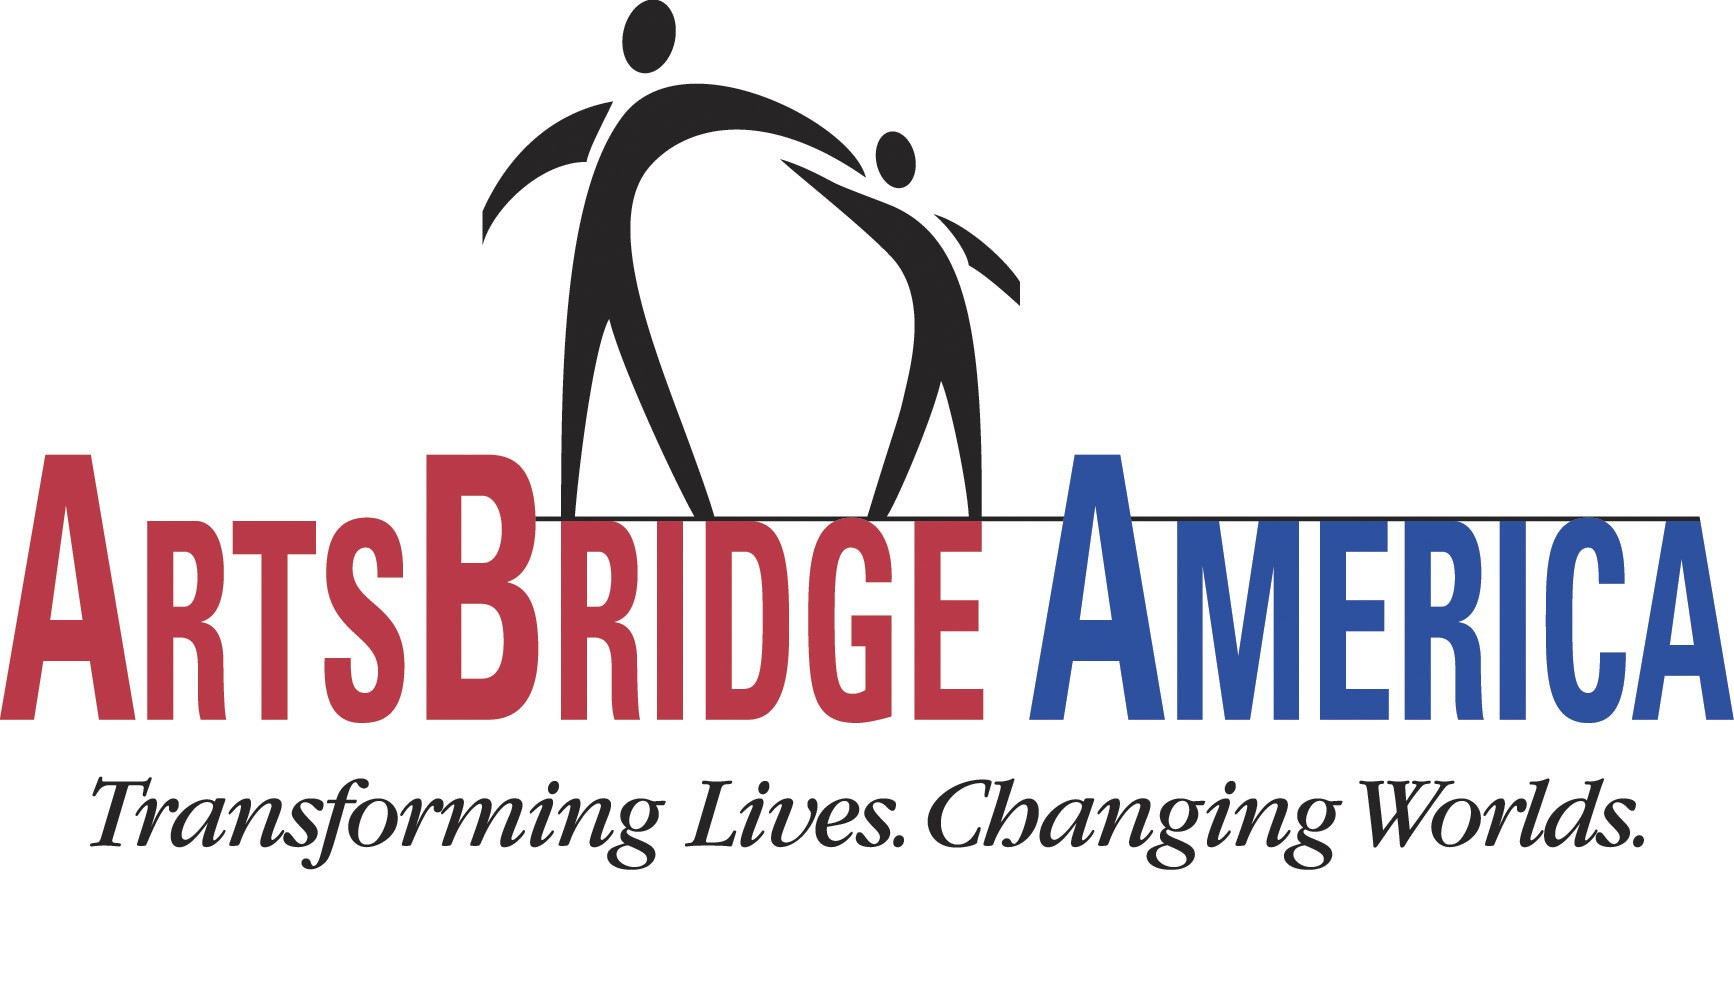 ArtsBridge America
Transforming Lives. Changing Worlds.